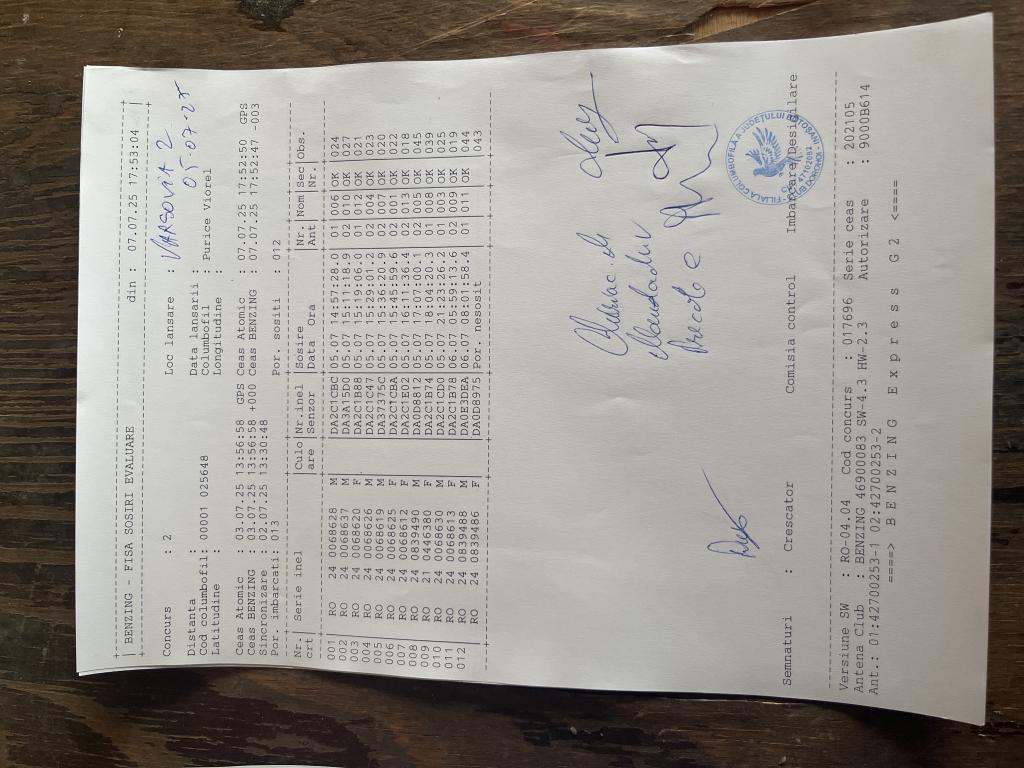 BENZING - FISA SOSIRI EVALUARE din : 07.07.25 17:53:04
Concurs : 2 Loc lansare : VARSOVIA 2
Distanta : Data lansarii : 05.07.25
Cod columbofil: 00001 025648 Columbofil : Purice Viorel
Latitudine : Longitudine :
Ceas Atomic : 03.07.25 13:56:58 GPS Ceas Atomic : 07.07.25 17:52:50 GPS
Ceas BENZING : 03.07.25 13:56:58 +000 Ceas BENZING : 07.07.25 17:52:47 -003
Sincronizare : 02.07.25 13:30:48
Por. imbarcati: 013 Por. sositi : 012
Nr. Serie inel Culo Nr.inel Sosire Nr. Nom Sec Obs.
crt are Senzor Data Ora Ant Nr.
001 RO 24 0068628 M DA2C1CBC 05.07 14:57:28.0 01 006 OK 024
002 RO 24 0068637 M DA3A15D0 05.07 15:11:18.9 02 010 OK 027
003 RO 24 0068620 F DA2C1B88 05.07 15:19:06.0 01 012 OK 021
004 RO 24 0068626 M DA2C1C47 05.07 15:29:01.2 02 004 OK 023
005 RO 24 0068619 M DA37375C 05.07 15:36:20.9 01 007 OK 020
006 RO 24 0068625 F DA2C1CBA 05.07 15:45:59.6 02 OK 022
007 RO 24 0068612 F DA2C1E02 05.07 16:11:36.4 02 013 OK 018
008 RO 24 0839490 M DA0D8812 05.07 17:07:00.1 02 005 OK 045
009 RO 21 0446380 F DA2C1B74 05.07 18:04:20.3 01 008 OK 039
010 RO 24 0068630 M DA2C1CD0 05.07 21:23:26.2 01 003 OK 025
011 RO 24 0068613 F DA2C1B78 06.07 05:59:13.6 02 009 OK 019
012 RO 24 0839488 M DA0E3DEA 06.07 08:01:58.4 01 011 OK 044
RO 24 0839486 F DA0D8975 Por. nesosit 043
Semnaturi : Crescator Comisia control Imbarcare/Desigilare
FILIALA COLUMBOFILA A JUDEŢULUI BOTOŞANI
CLUB DOROHOI
Versiune SW : RO-04.04 Cod concurs : 017696 Serie ceas : 202105
Antena Club : BENZING 46900083 SW-4.3 HW-2.3 Autorizare : 9000B614
Ant.: 01:42700253-1 02:42700253-2
====> B E N Z I N G E x p r e s s G 2 <====